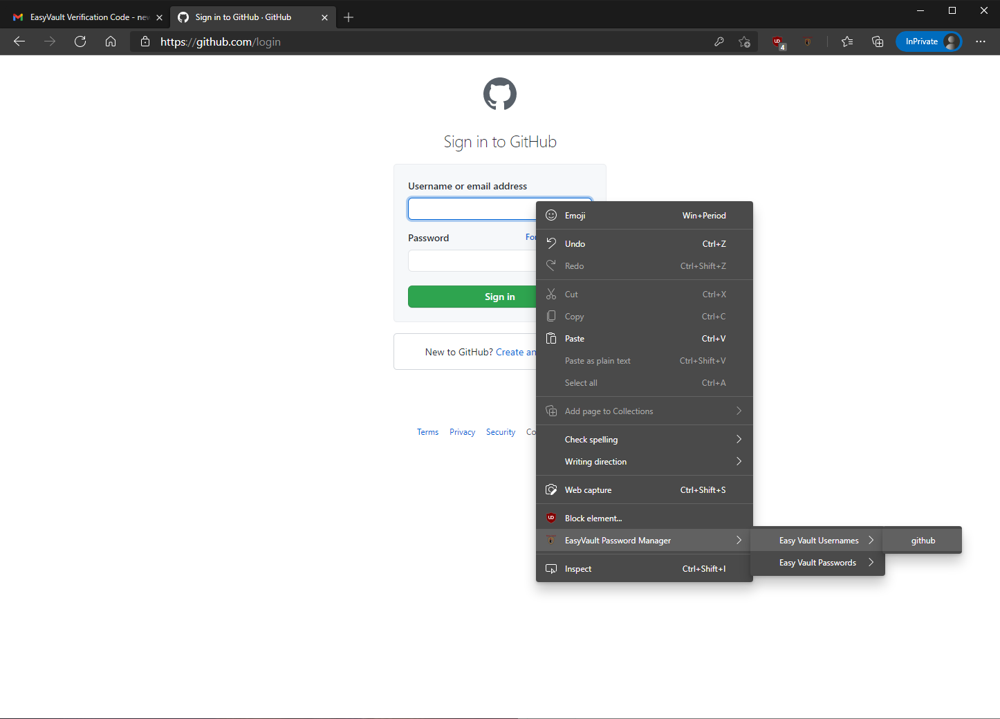 EasyVault Verification Code - new
Sign in to GitHub · GitHub
https://github.com/login
4
InPrivate
Sign in to GitHub
Username or email address
Password
For
Sign in
New to GitHub? Create an
Terms Privacy Security Co
Emoji Win+Period
Undo Ctrl+Z
Redo Ctrl+Shift+Z
Cut Ctrl+X
Copy Ctrl+C
Paste Ctrl+V
Paste as plain text Ctrl+Shift+V
Select all Ctrl+A
Add page to Collections
Check spelling
Writing direction
Web capture Ctrl+Shift+S
Block element...
EasyVault Password Manager
Easy Vault Usernames
github
Easy Vault Passwords
Inspect Ctrl+Shift+I